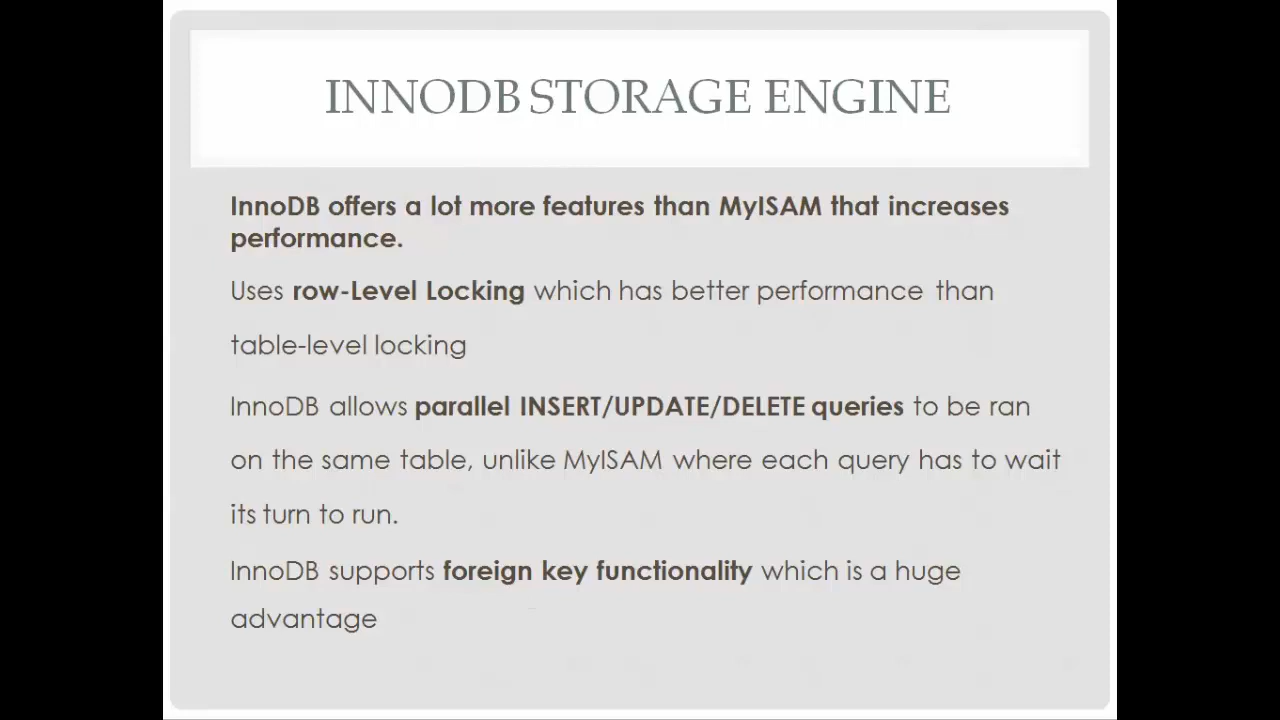 INNODB STORAGE ENGINE
InnoDB offers a lot more features than MyISAM that increases
performance.
Uses row-Level Locking which has better performance than
table-level locking
InnoDB allows parallel INSERT/UPDATE/DELETE queries to be ran
on the same table, unlike MyISAM where each query has to wait
its turn to run.
InnoDB supports foreign key functionality which is a huge
advantage